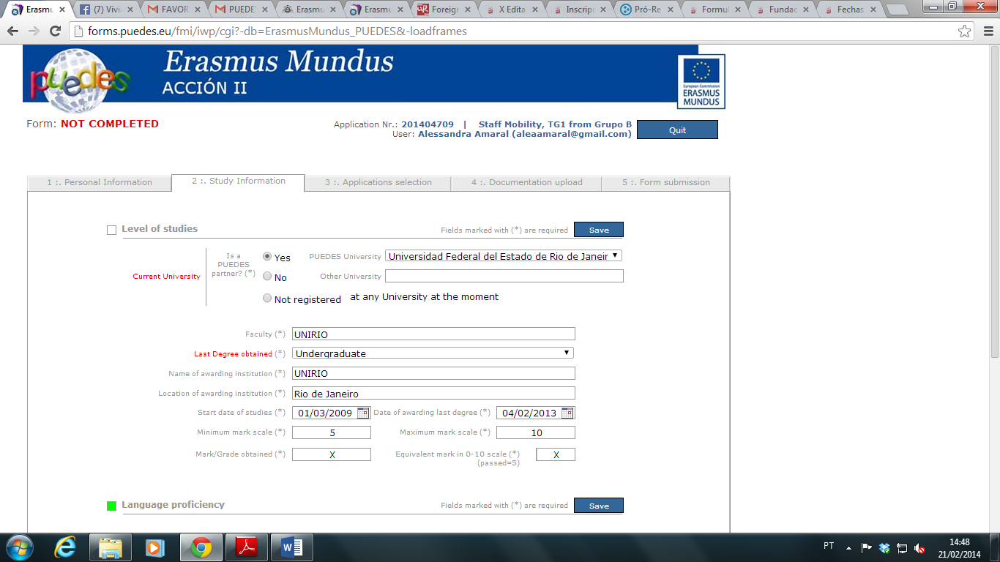 Erasmu × (7) Vivi × FAVOR × PUEDE × Erasmu × Erasmu × Foreign × X Edita × Inscripc × Pró-Re × Formul × Fundac × Fechas ×
forms.puedes.eu/fmi/iwp/cgi?-db=ErasmusMundus_PUEDES&-loadframes
puedes
Erasmus Mundus
ACCIÓN II
European Commission
ERASMUS
MUNDUS
Form: NOT COMPLETED
Application Nr.: 201404709 | Staff Mobility, TG1 from Grupo B
User: Alessandra Amaral (aleaamaral@gmail.com)
Quit
1 :. Personal Information 2 :. Study Information 3 :. Applications selection 4 :. Documentation upload 5 :. Form submission
Level of studies Fields marked with (*) are required Save
Current University
Is a
PUEDES
partner? (*)
Yes PUEDES University Universidad Federal del Estado de Rio de Janeir
No Other University
Not registered at any University at the moment
Faculty (*) UNIRIO
Last Degree obtained (*) Undergraduate
Name of awarding institution (*) UNIRIO
Location of awarding institution (*) Rio de Janeiro
Start date of studies (*) 01/03/2009 Date of awarding last degree (*) 04/02/2013
Minimum mark scale (*) 5 Maximum mark scale (*) 10
Mark/Grade obtained (*) X Equivalent mark in 0-10 scale (*) X
(passed=5)
Language proficiency Fields marked with (*) are required Save
PT 14:48
21/02/2014